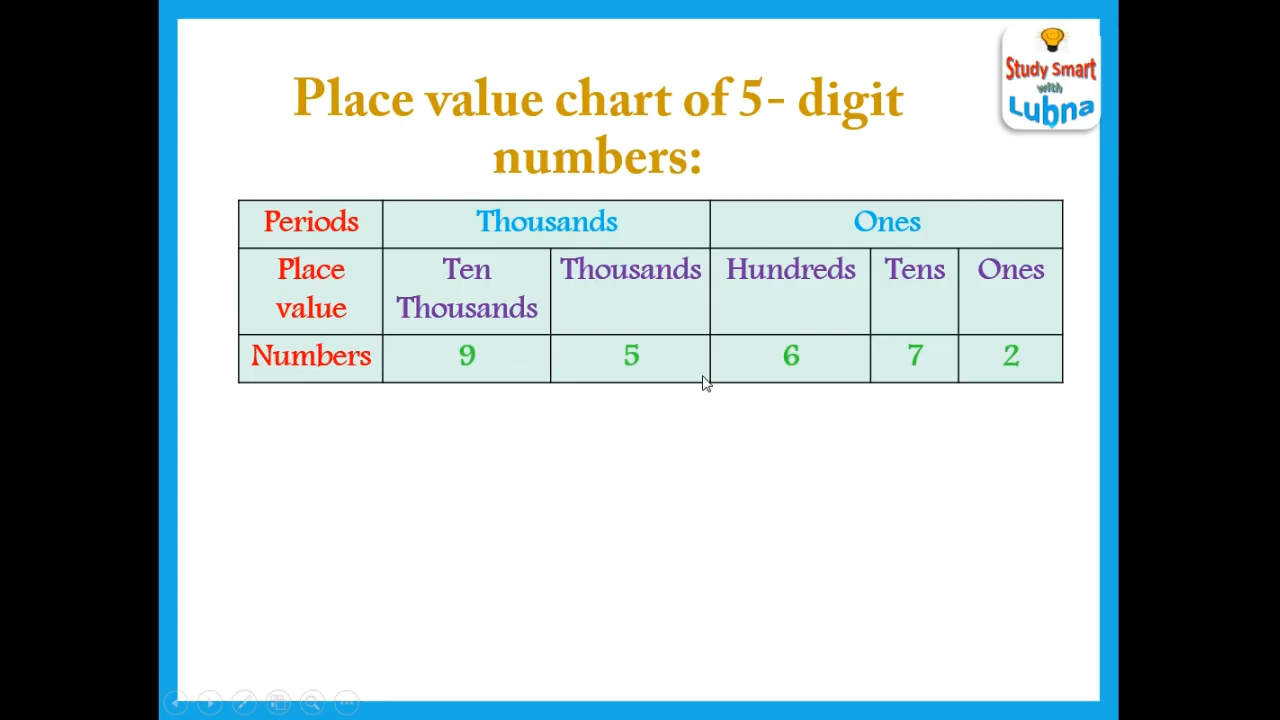 Study Smart
with
Lubna
Place value chart of 5- digit
numbers:
Periods Thousands Ones
Place Ten Thousands Hundreds Tens Ones
value Thousands
Numbers 9 5 6 7 2